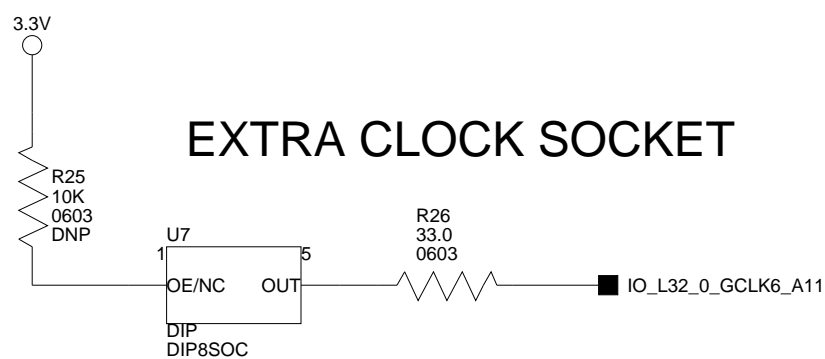 3.3V
EXTRA CLOCK SOCKET
R25
10K
0603
DNP
U7
1
5
OE/NC
OUT
DIP
DIP8SOC
R26
33.0
0603
IO_L32_0_GCLK6_A11